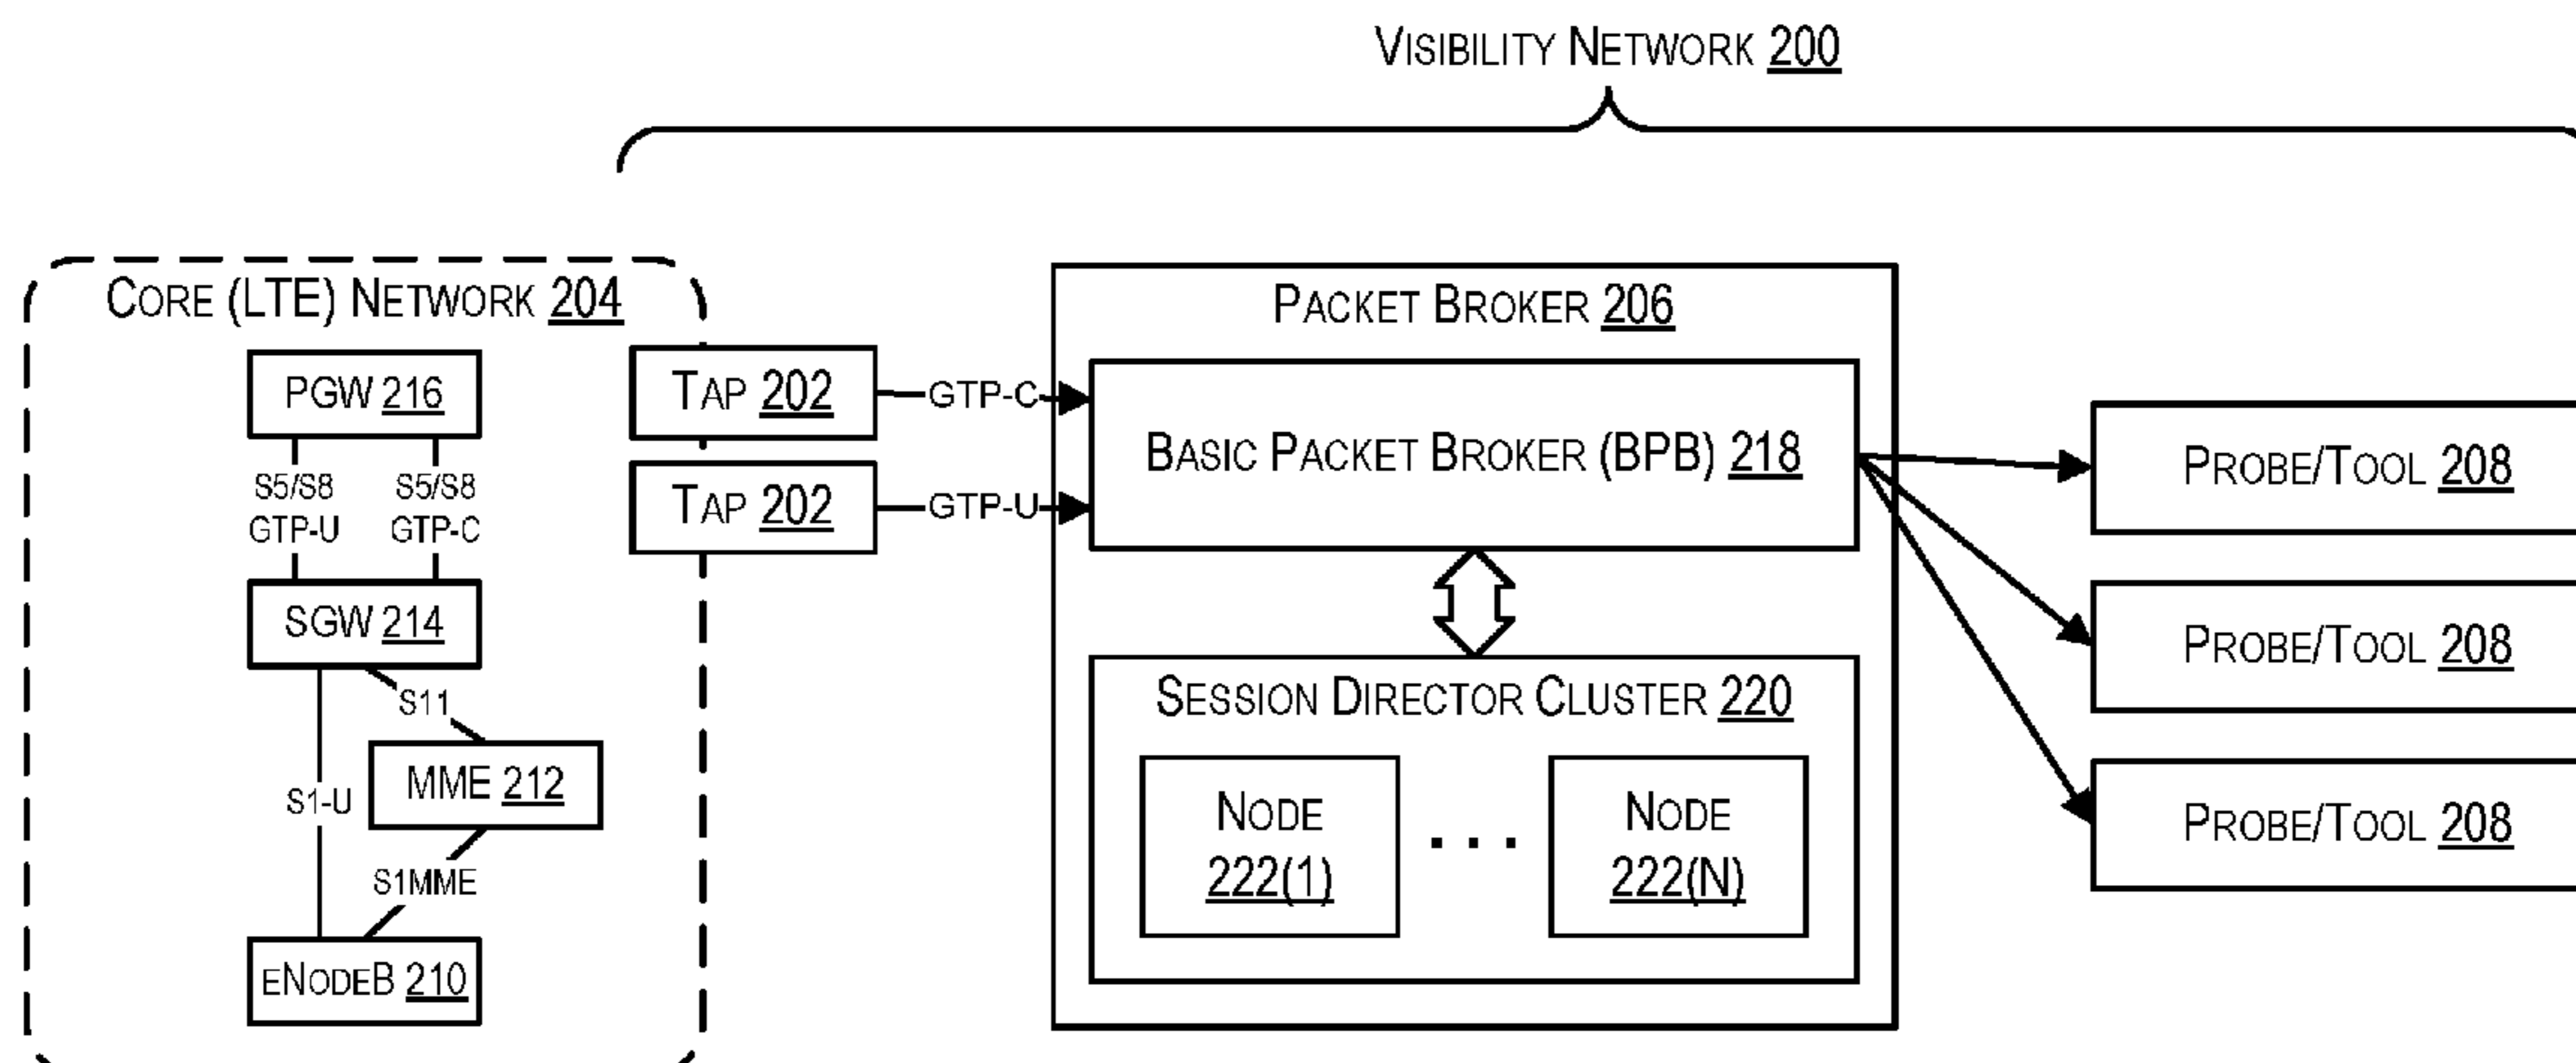 VISIBILITY NETWORK 200
CORE (LTE) NETWORK 204
PGW 216
S5/S8
GTP-U
S5/S8
GTP-C
SGW 214
S11
MME 212
S1-U
S1MME
ENODEB 210
TAP 202
GTP-C
TAP 202
GTP-U
PACKET BROKER 206
BASIC PACKET BROKER (BPB) 218
SESSION DIRECTOR CLUSTER 220
NODE
222(1)
. . .
NODE
222(N)
PROBE/TOOL 208
PROBE/TOOL 208
PROBE/TOOL 208